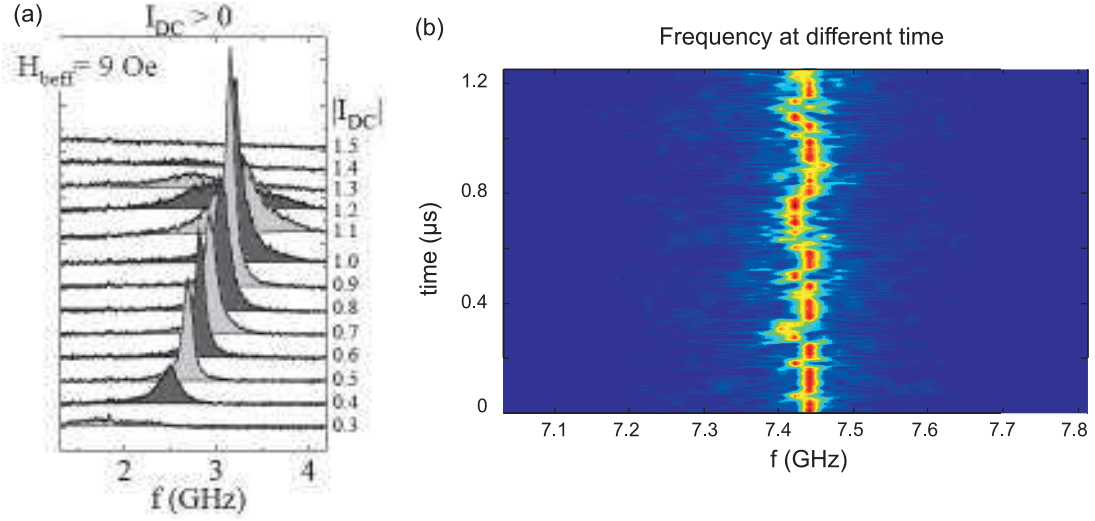 (a)
I_DC > 0
H_beff = 9 Oe
|I_DC|
1.5
1.4
1.3
1.2
1.1
1.0
0.9
0.8
0.7
0.6
0.5
0.4
0.3
2 3 4
f (GHz)
(b)
Frequency at different time
1.2
0.8
0.4
0
time (μs)
7.1 7.2 7.3 7.4 7.5 7.6 7.7 7.8
f (GHz)